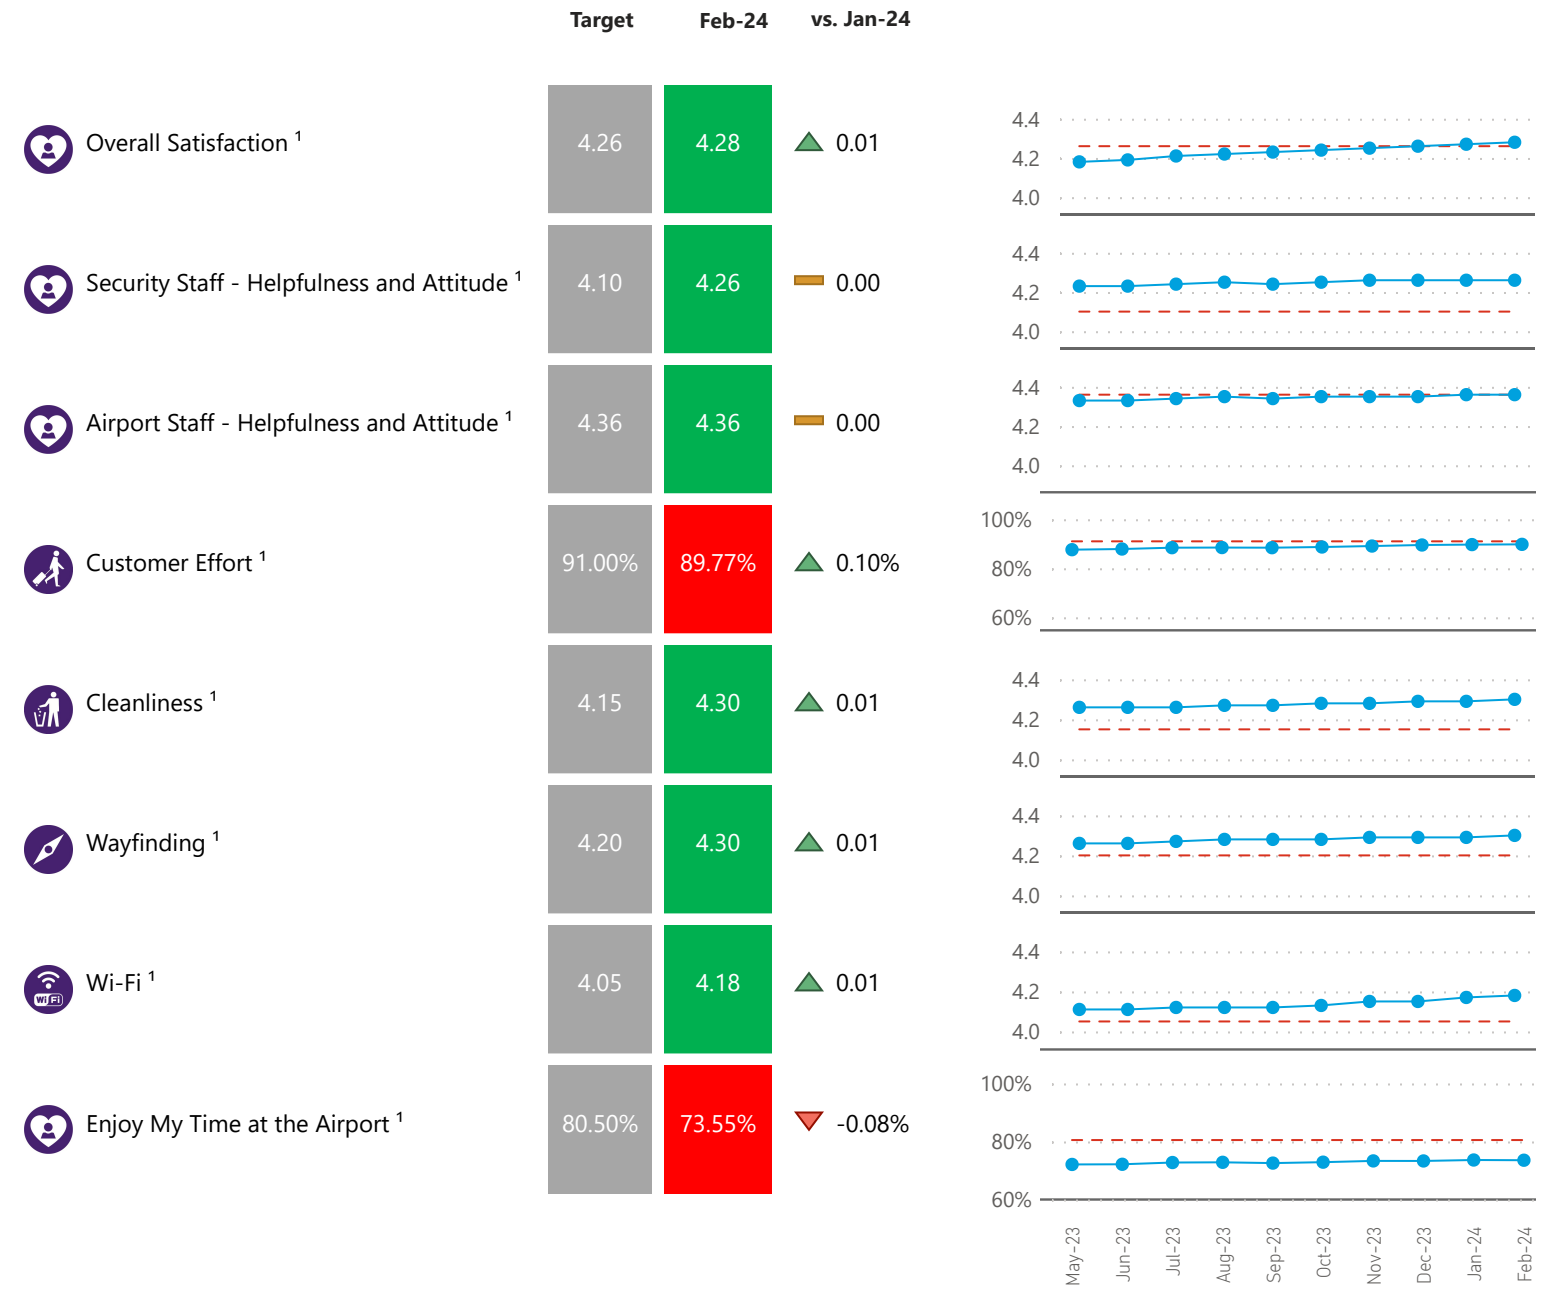 Target Feb-24 vs. Jan-24
Overall Satisfaction ¹ 4.26 4.28 0.01
4.4
4.2
4.0
Security Staff - Helpfulness and Attitude ¹ 4.10 4.26 0.00
4.4
4.2
4.0
Airport Staff - Helpfulness and Attitude ¹ 4.36 4.36 0.00
4.4
4.2
4.0
Customer Effort ¹ 91.00% 89.77% 0.10%
100%
80%
60%
Cleanliness ¹ 4.15 4.30 0.01
4.4
4.2
4.0
Wayfinding ¹ 4.20 4.30 0.01
4.4
4.2
4.0
WiFi
Wi-Fi ¹ 4.05 4.18 0.01
4.4
4.2
4.0
Enjoy My Time at the Airport ¹ 80.50% 73.55% -0.08%
100%
80%
60%
May-23 Jun-23 Jul-23 Aug-23 Sep-23 Oct-23 Nov-23 Dec-23 Jan-24 Feb-24